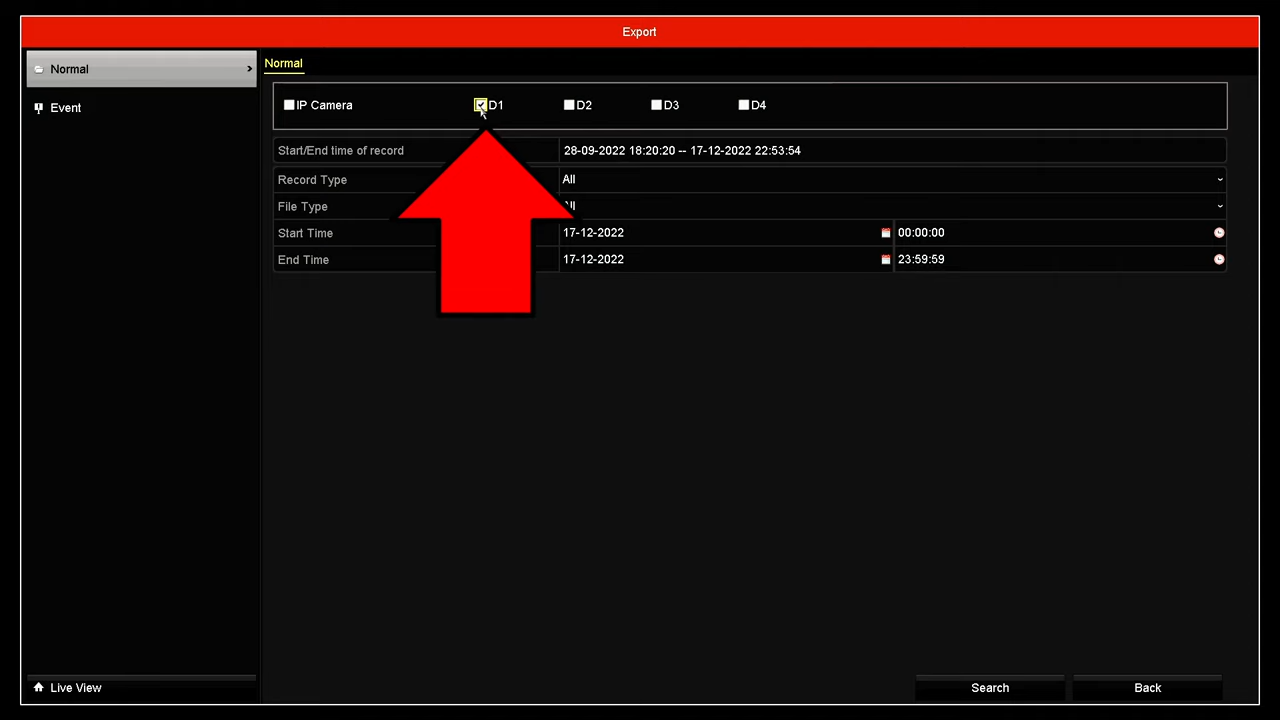 Export
Normal
Event
Live View
Normal
IP Camera D1 D2 D3 D4
Start/End time of record 28-09-2022 18:20:20 -- 17-12-2022 22:53:54
Record Type All
File Type
Start Time 17-12-2022 00:00:00
End Time 17-12-2022 23:59:59
Search Back